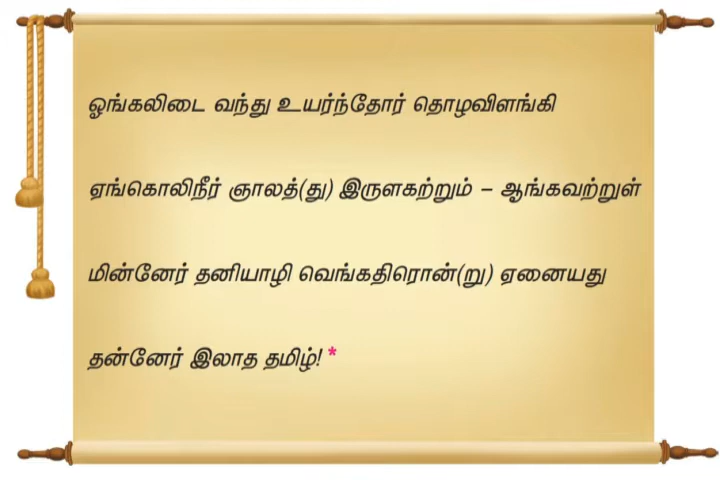 ஓங்கலிடை வந்து உயர்ந்தோர் தொழவிளங்கி
ஏங்கொலிநீர் ஞாலத்(து) இருளகற்றும் – ஆங்கவற்றுள்
மின்னேர் தனியாழி வெங்கதிரொன்(று) ஏனையது
தன்னேர் இலாத தமிழ்! *